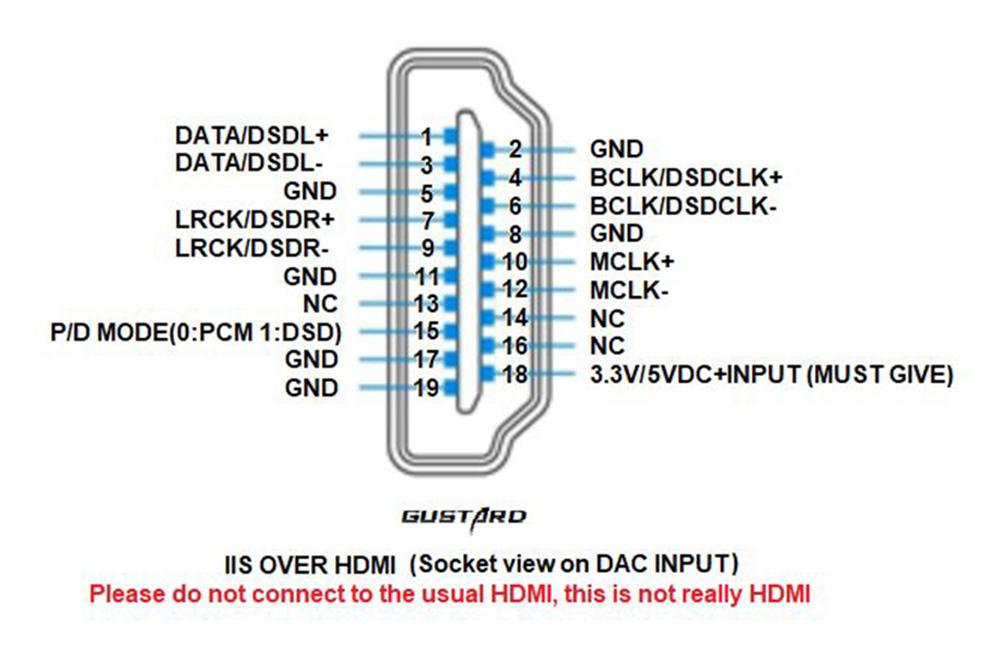 DATA/DSDL+ 1
2 GND
DATA/DSDL- 3
4 BCLK/DSDCLK+
GND 5
6 BCLK/DSDCLK-
LRCK/DSDR+ 7
8 GND
LRCK/DSDR- 9
10 MCLK+
GND 11
12 MCLK-
NC 13
14 NC
P/D MODE(0:PCM 1:DSD) 15
16 NC
GND 17
18 3.3V/5VDC+INPUT (MUST GIVE)
GND 19
GUSTARD
IIS OVER HDMI (Socket view on DAC INPUT)
Please do not connect to the usual HDMI, this is not really HDMI